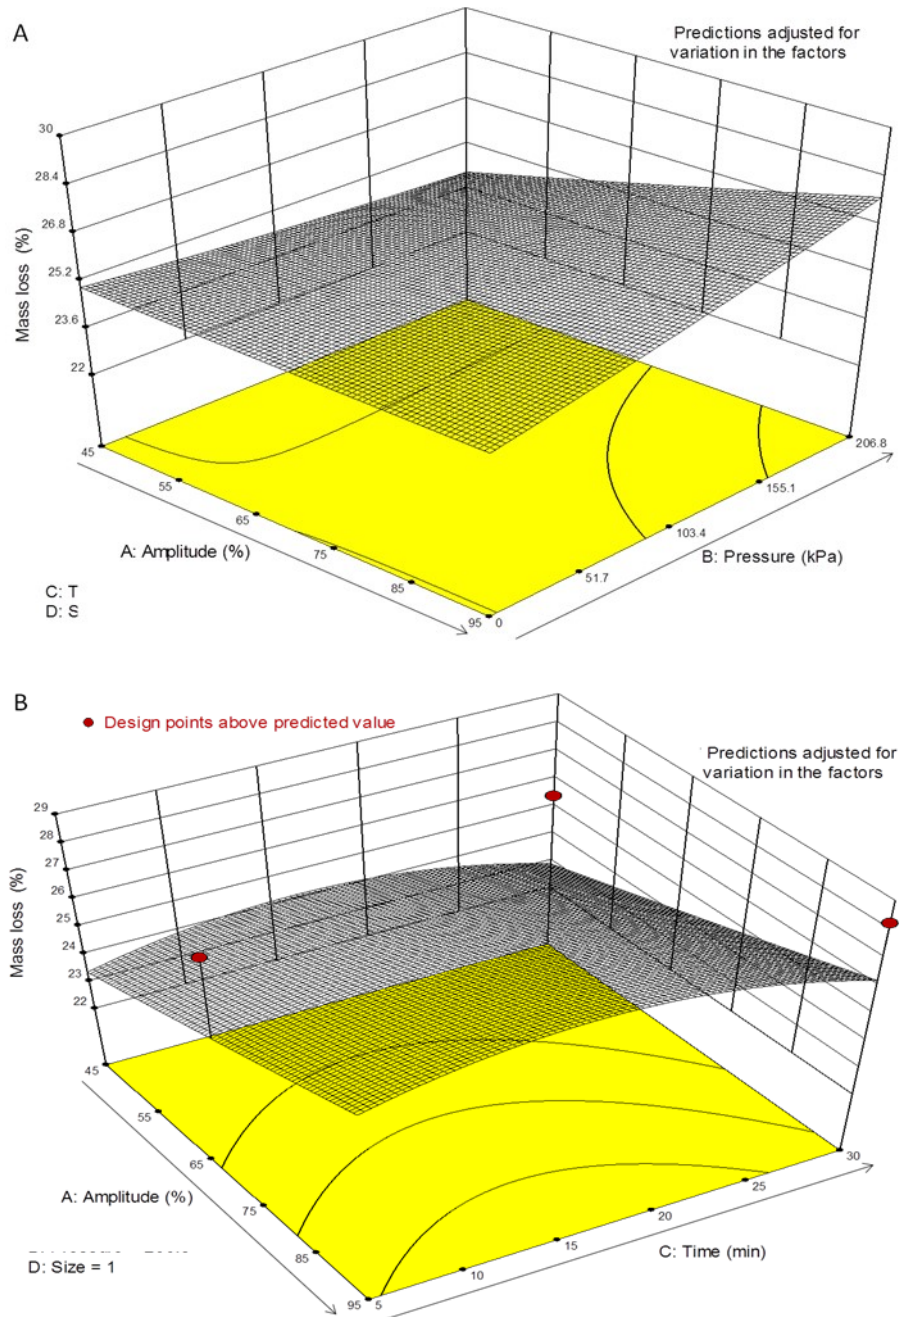 A
Predictions adjusted for
variation in the factors
30
28.4
26.8
25.2
23.6
22
Mass loss (%)
45
55
65
75
85
95
A: Amplitude (%)
0
51.7
103.4
155.1
206.8
B: Pressure (kPa)
C: T
D: S
B
Design points above predicted value
Predictions adjusted for
variation in the factors
29
28
27
26
25
24
23
22
Mass loss (%)
45
55
65
75
85
95
A: Amplitude (%)
5
10
15
20
25
30
C: Time (min)
D: Size = 1